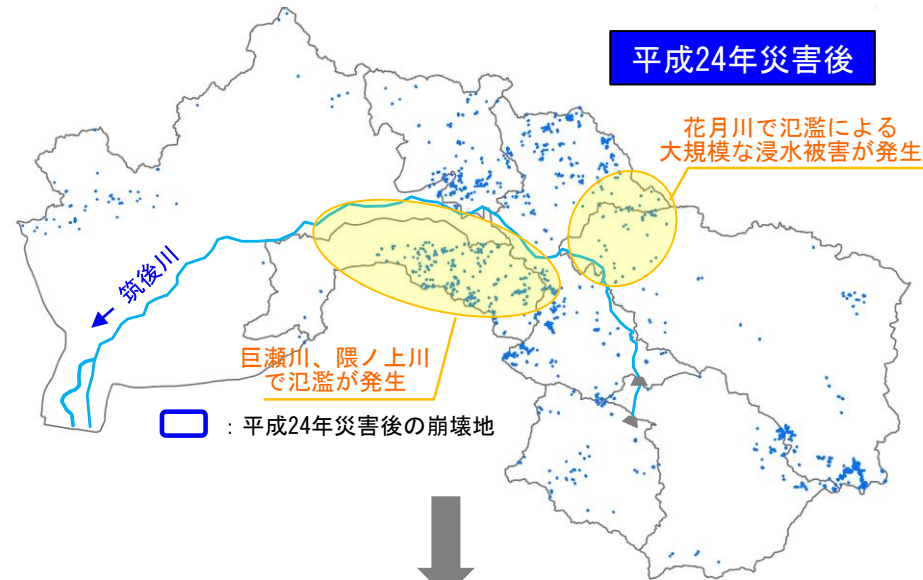 平成24年災害後
花月川で氾濫による
大規模な浸水被害が発生
筑後川
巨瀬川、隈ノ上川
で氾濫が発生
：平成24年災害後の崩壊地